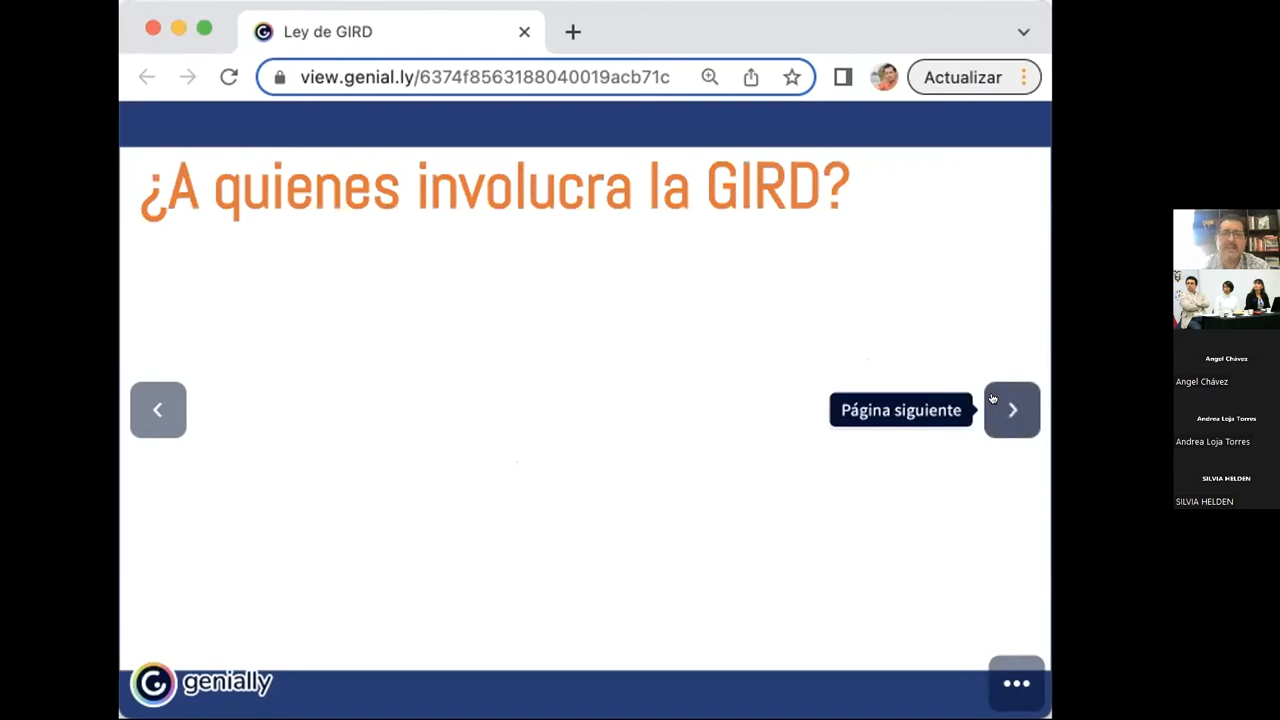 Ley de GIRD
view.genial.ly/6374f8563188040019acb71c
Actualizar
¿A quienes involucra la GIRD?
Página siguiente
genially
Angel Chávez
Angel Chávez
Andrea Loja Torres
Andrea Loja Torres
SILVIA HELDEN
SILVIA HELDEN